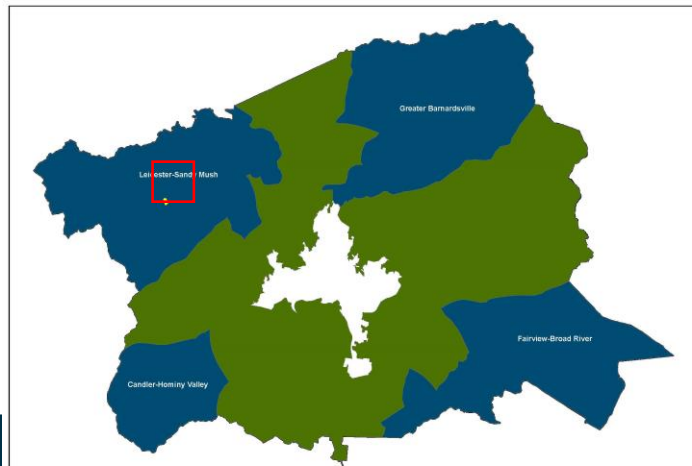 Greater Barnardsville
Leicester-Sandy Mush
Fairview-Broad River
Candler-Hominy Valley